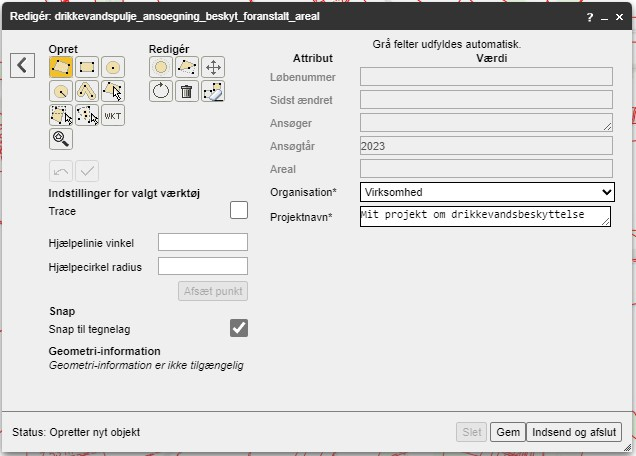 Redigér: drikkevandspulje_ansoegning_beskyt_foranstalt_areal
Opret
Redigér
WKT
Indstillinger for valgt værktøj
Trace
Hjælpelinie vinkel
Hjælpecirkel radius
Afsæt punkt
Snap
Snap til tegnelag
Geometri-information
Geometri-information er ikke tilgængelig
Grå felter udfyldes automatisk.
Attribut Værdi
Løbenummer
Sidst ændret
Ansøger
Ansøgtår 2023
Areal
Organisation* Virksomhed
Projektnavn* Mit projekt om drikkevandsbeskyttelse
Status: Opretter nyt objekt
Slet Gem Indsend og afslut